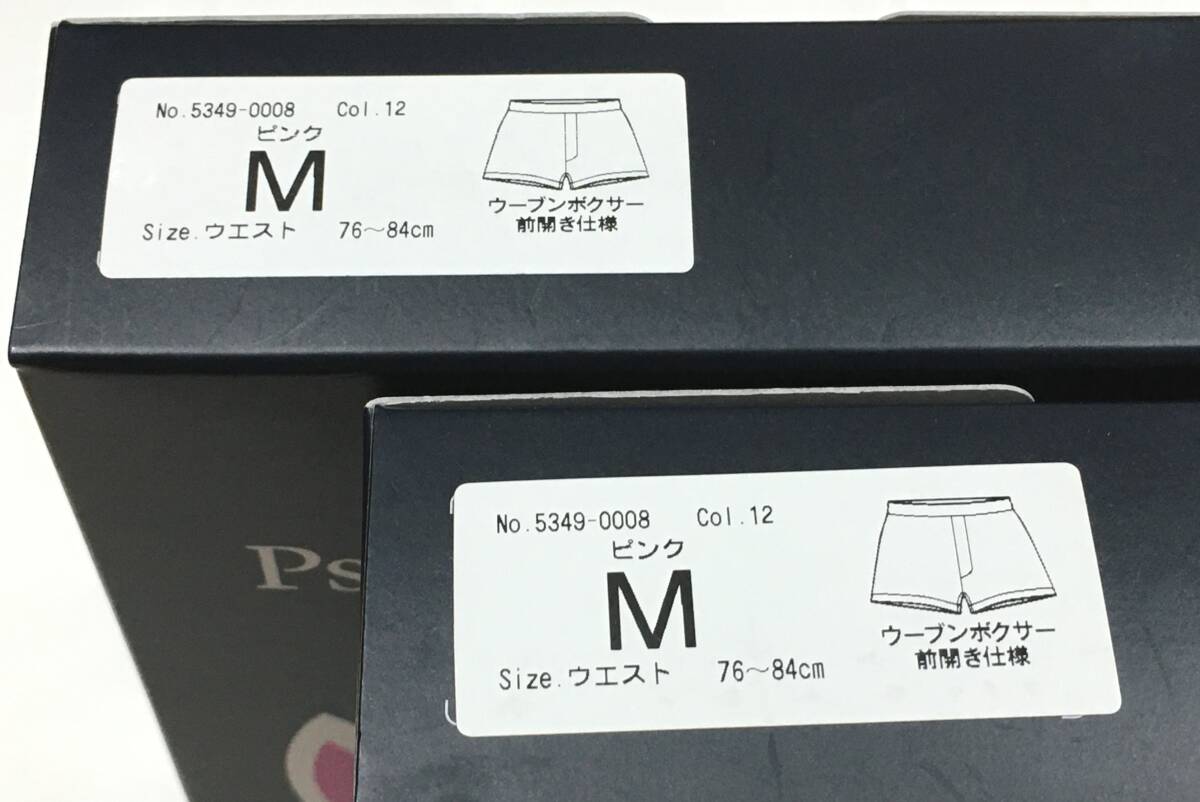 No.5349-0008 Col.12
ピンク
M
Size.ウエスト 76～84cm
ウーブンボクサー
前開き仕様
Ps
No.5349-0008 Col.12
ピンク
M
Size.ウエスト 76～84cm
ウーブンボクサー
前開き仕様